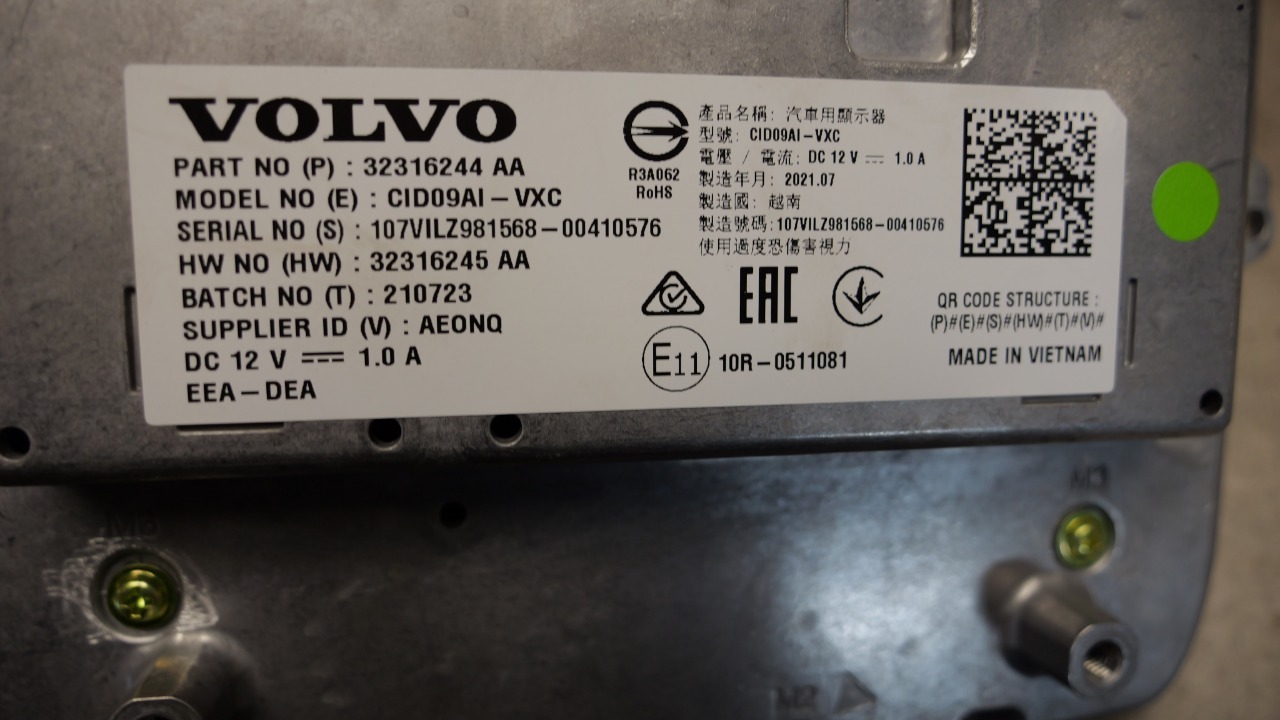 VOLVO
PART NO (P) : 32316244 AA
MODEL NO (E) : CID09AI-VXC
SERIAL NO (S) : 107VILZ981568-00410576
HW NO (HW) : 32316245 AA
BATCH NO (T) : 210723
SUPPLIER ID (V) : AEONQ
DC 12 V ⎓ 1.0 A
EEA-DEA
R3A062
RoHS
產品名稱: 汽車用顯示器
型號: CID09AI-VXC
電壓 / 電流: DC 12 V ⎓ 1.0 A
製造年月: 2021.07
製造國: 越南
製造號碼: 107VILZ981568-00410576
使用過度恐傷害視力
EAC
E11 10R-0511081
QR CODE STRUCTURE :
(P)#(E)#(S)#(HW)#(T)#(V)#
MADE IN VIETNAM